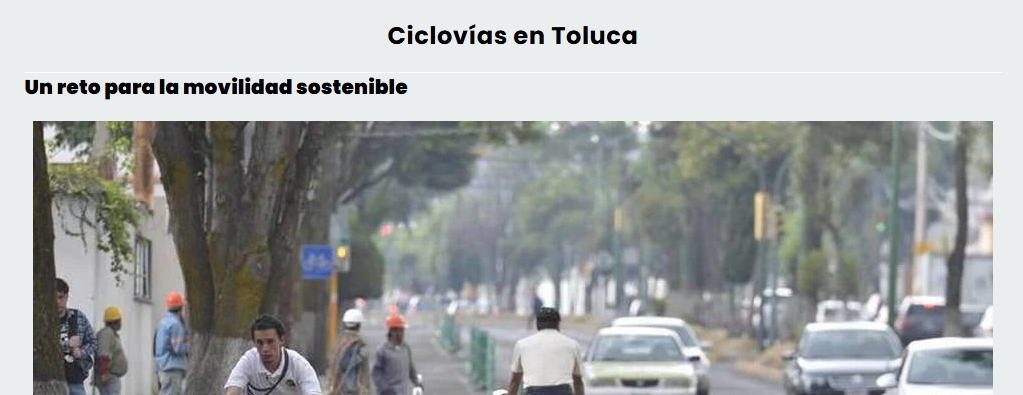 Ciclovías en Toluca
Un reto para la movilidad sostenible